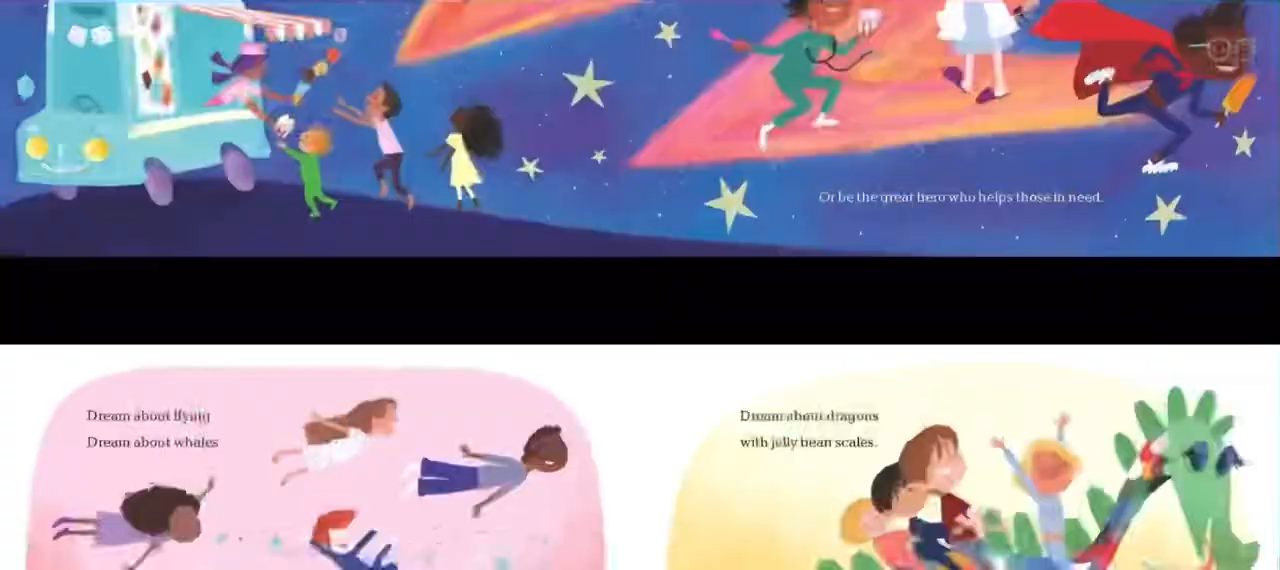 Or be the great hero who helps those in need.
Dream about flying
Dream about whales
Dream about dragons
with jelly bean scales.